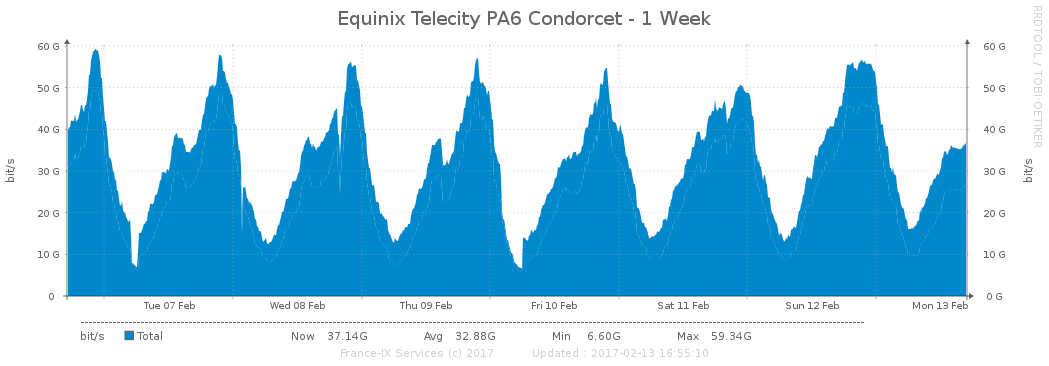 Equinix Telecity PA6 Condorcet - 1 Week
RRDTOOL / TOBI OETIKER
60 G 60 G
50 G 50 G
40 G 40 G
30 G 30 G
20 G 20 G
10 G 10 G
0 0 G
bit/s
bit/s
Tue 07 Feb Wed 08 Feb Thu 09 Feb Fri 10 Feb Sat 11 Feb Sun 12 Feb Mon 13 Feb
bit/s Total Now 37.14G Avg 32.88G Min 6.60G Max 59.34G
France-IX Services (c) 2017 Updated : 2017-02-13 16:55:10